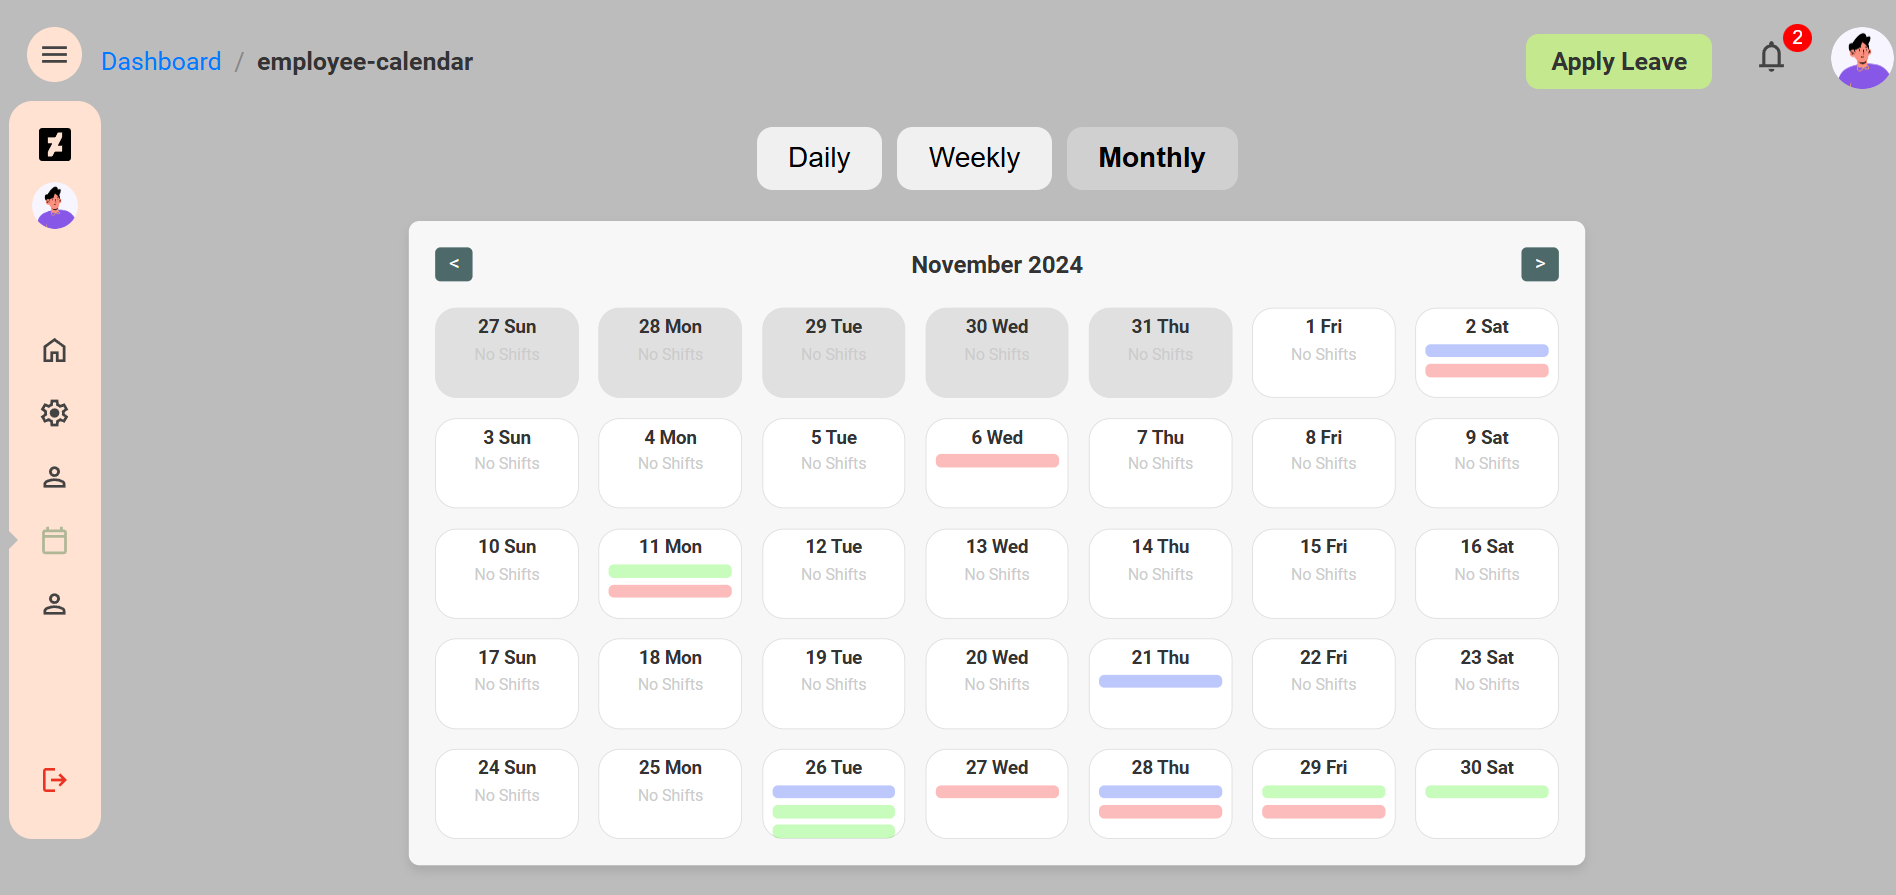 Dashboard / employee-calendar
Apply Leave
2
Daily Weekly Monthly
< November 2024 >
27 Sun 28 Mon 29 Tue 30 Wed 31 Thu 1 Fri 2 Sat
No Shifts No Shifts No Shifts No Shifts No Shifts No Shifts
3 Sun 4 Mon 5 Tue 6 Wed 7 Thu 8 Fri 9 Sat
No Shifts No Shifts No Shifts No Shifts No Shifts No Shifts
10 Sun 11 Mon 12 Tue 13 Wed 14 Thu 15 Fri 16 Sat
No Shifts No Shifts No Shifts No Shifts No Shifts No Shifts
17 Sun 18 Mon 19 Tue 20 Wed 21 Thu 22 Fri 23 Sat
No Shifts No Shifts No Shifts No Shifts No Shifts No Shifts
24 Sun 25 Mon 26 Tue 27 Wed 28 Thu 29 Fri 30 Sat
No Shifts No Shifts